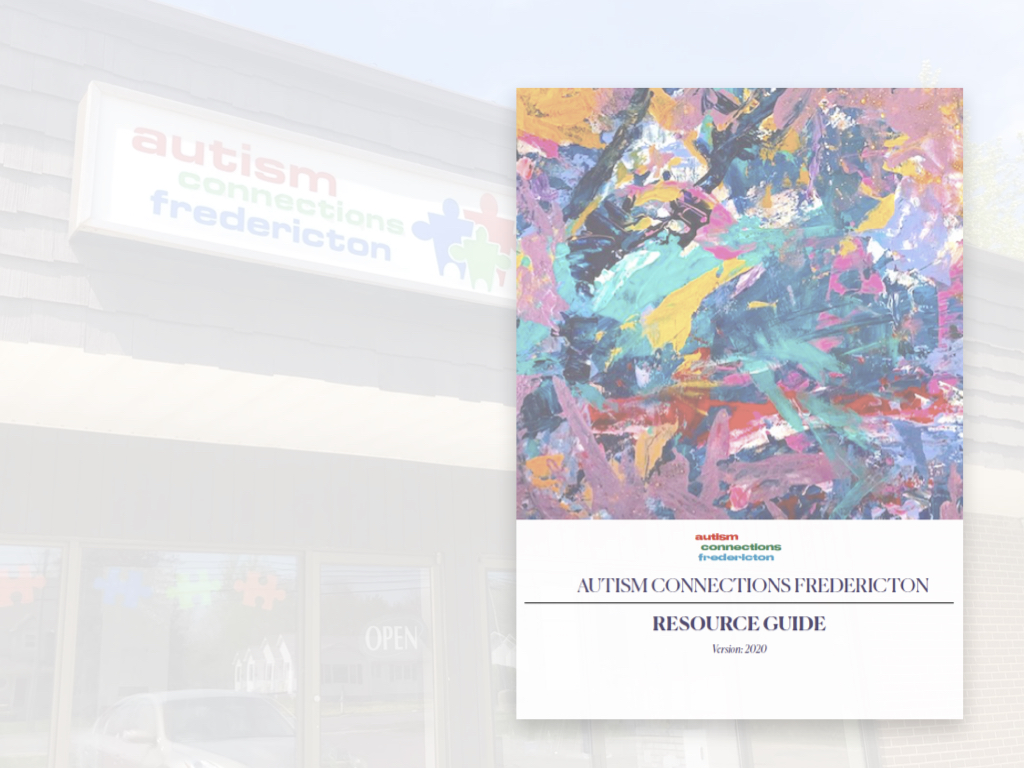 autism
connections
fredericton
OPEN
autism
connections
fredericton
AUTISM CONNECTIONS FREDERICTON
RESOURCE GUIDE
Version: 2020